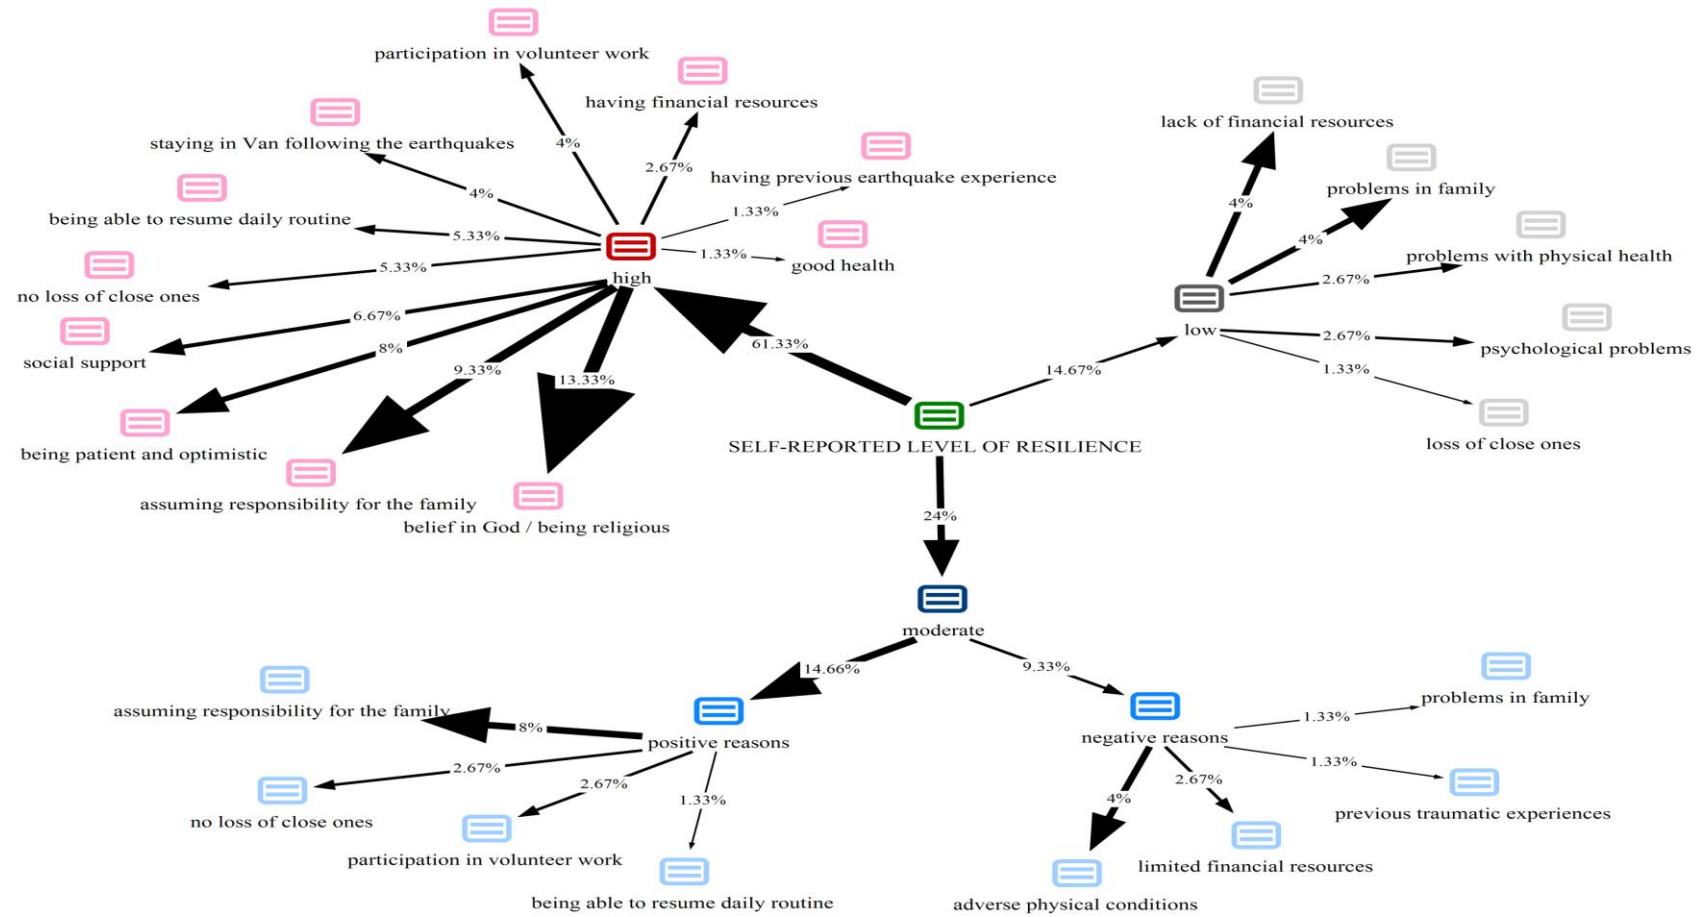 participation in volunteer work
having financial resources
staying in Van following the earthquakes
4%
2.67%
having previous earthquake experience
being able to resume daily routine
4%
1.33%
5.33%
1.33%
good health
5.33%
no loss of close ones
high
6.67%
social support
8%
61.33%
9.33%
13.33%
being patient and optimistic
assuming responsibility for the family
belief in God / being religious
lack of financial resources
problems in family
4%
4%
problems with physical health
2.67%
low
2.67%
psychological problems
14.67%
1.33%
loss of close ones
SELF-REPORTED LEVEL OF RESILIENCE
24%
moderate
14.66%
9.33%
assuming responsibility for the family
8%
positive reasons
2.67%
2.67%
1.33%
no loss of close ones
participation in volunteer work
being able to resume daily routine
problems in family
1.33%
negative reasons
1.33%
2.67%
4%
previous traumatic experiences
limited financial resources
adverse physical conditions